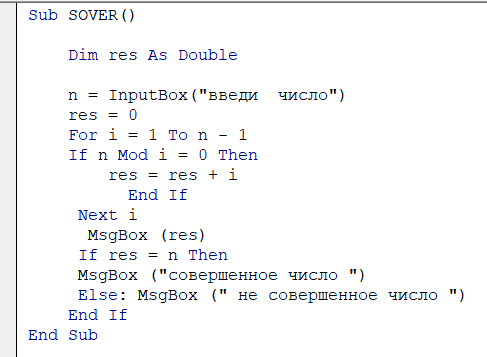 Sub SOVER()
Dim res As Double
n = InputBox("введи  число")
res = 0
For i = 1 To n - 1
If n Mod i = 0 Then
res = res + i
End If
Next i
MsgBox (res)
If res = n Then
MsgBox ("совершенное число ")
Else: MsgBox (" не совершенное число ")
End If
End Sub